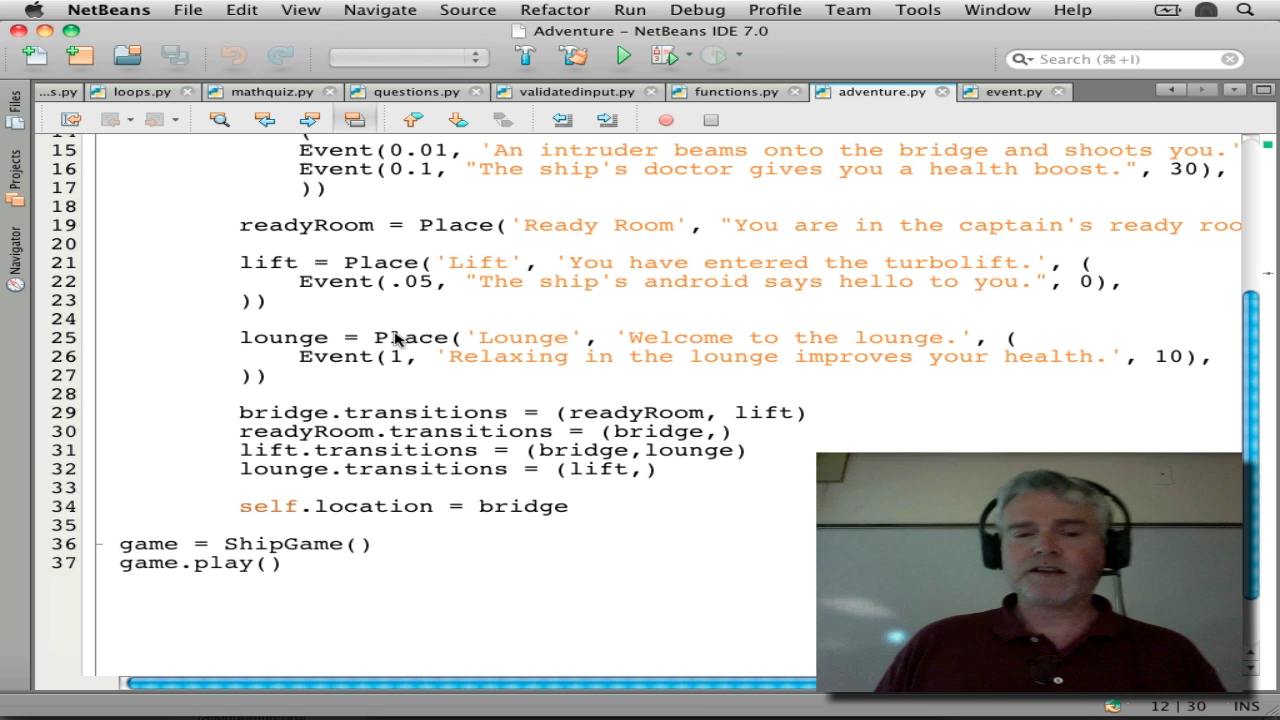 NetBeans File Edit View Navigate Source Refactor Run Debug Profile Team Tools Window Help
Adventure – NetBeans IDE 7.0
Search (⌘+I)
...s.py loops.py mathquiz.py questions.py validatedinput.py functions.py adventure.py event.py
Files
Projects
Navigator
15 Event(0.01, 'An intruder beams onto the bridge and shoots you.'
16 Event(0.1, "The ship's doctor gives you a health boost.", 30),
17 ))
18
19 readyRoom = Place('Ready Room', "You are in the captain's ready roo
20
21 lift = Place('Lift', 'You have entered the turbolift.', (
22 Event(.05, "The ship's android says hello to you.", 0),
23 ))
24
25 lounge = Place('Lounge', 'Welcome to the lounge.', (
26 Event(1, 'Relaxing in the lounge improves your health.', 10),
27 ))
28
29 bridge.transitions = (readyRoom, lift)
30 readyRoom.transitions = (bridge,)
31 lift.transitions = (bridge,lounge)
32 lounge.transitions = (lift,)
33
34 self.location = bridge
35
36 game = ShipGame()
37 game.play()
12 | 30 INS